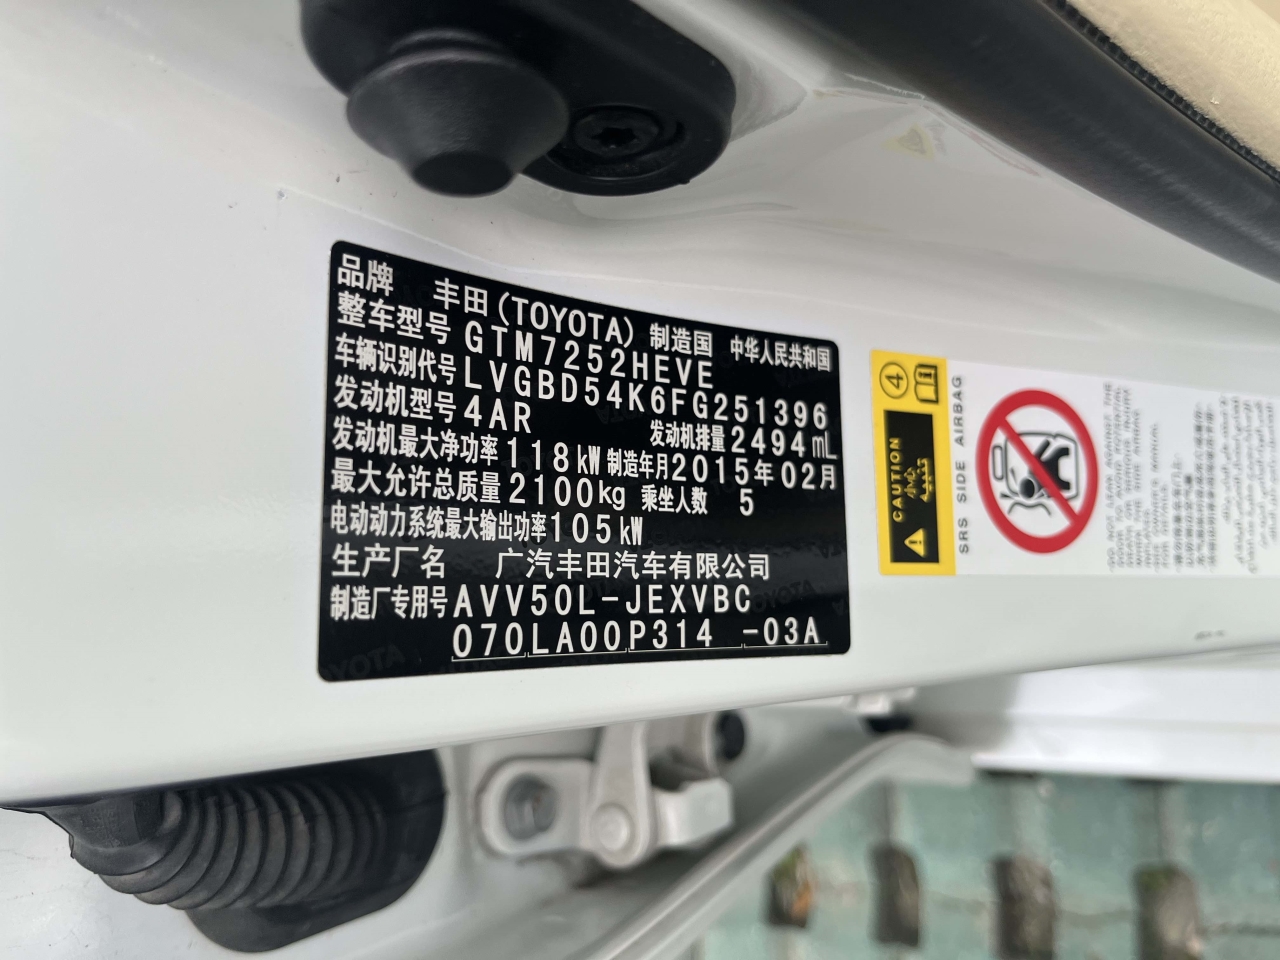 品牌 丰田(TOYOTA) 制造国 中华人民共和国
整车型号 GTM7252HEVE
车辆识别代号 LVGBD54K6FG251396
发动机型号 4AR 发动机排量 2494 mL
发动机最大净功率 118kW 制造年月 2015年02月
最大允许总质量 2100kg 乘坐人数 5
电动动力系统最大输出功率 105kW
生产厂名 广汽丰田汽车有限公司
制造厂专用号 AVV50L-JEXVBC
070LA00P314 -03A
4
CAUTION
SRS SIDE AIRBAG